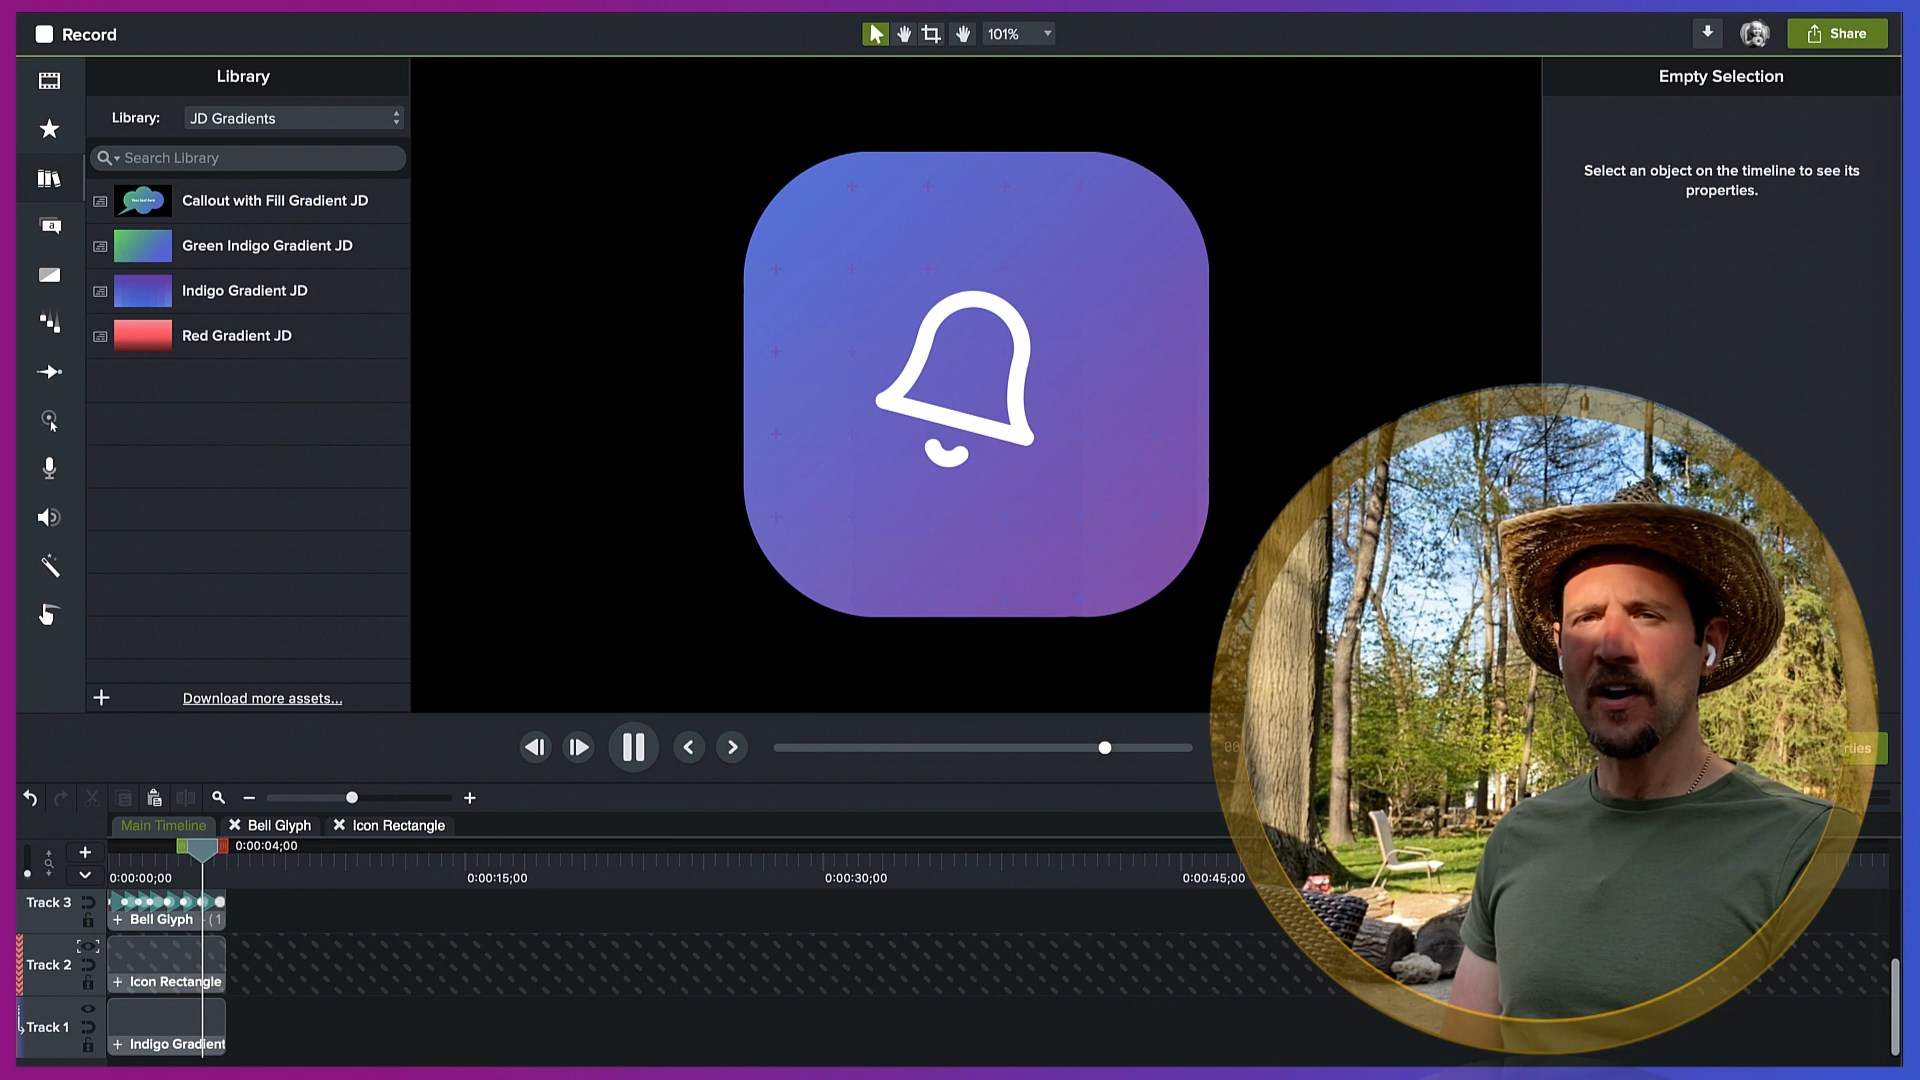 Record
101%
Share
Library
Empty Selection
Library:
JD Gradients
Search Library
Select an object on the timeline to see its
properties.
Callout with Fill Gradient JD
Green Indigo Gradient JD
Indigo Gradient JD
Red Gradient JD
Download more assets...
00
rties
Main Timeline
Bell Glyph
Icon Rectangle
0:00:04;00
0:00:00;00
0:00:15;00
0:00:30;00
0:00:45;00
Track 3
+ Bell Glyph (1
Track 2
+ Icon Rectangle
Track 1
+ Indigo Gradient